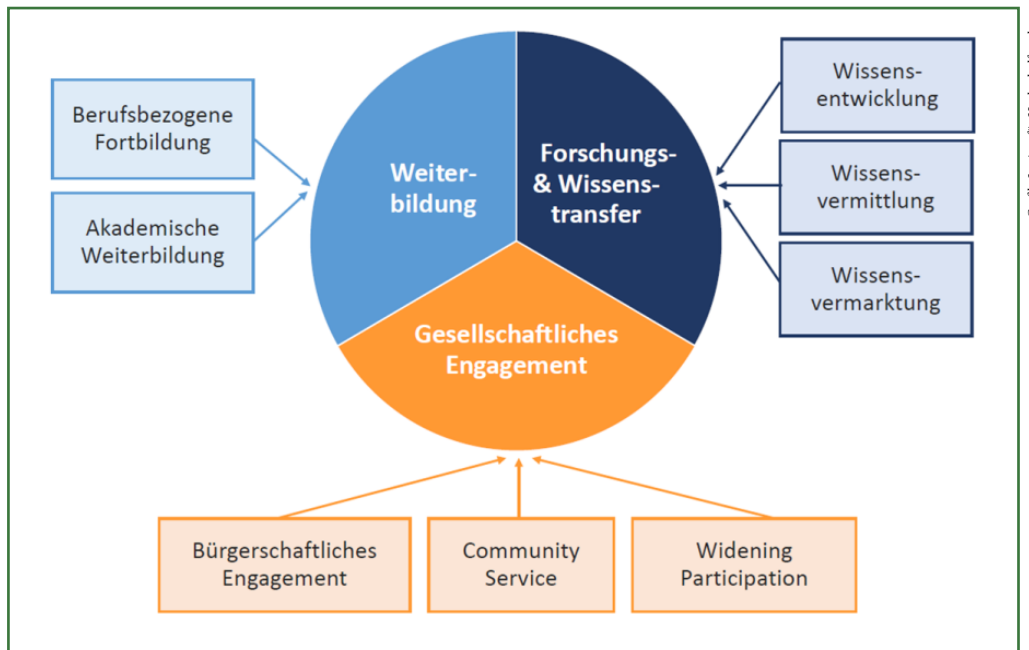 Berufsbezogene
Fortbildung
Akademische
Weiterbildung
Weiter-
bildung
Forschungs-
& Wissens-
transfer
Wissens-
entwicklung
Wissens-
vermittlung
Wissens-
vermarktung
Gesellschaftliches
Engagement
Bürgerschaftliches
Engagement
Community
Service
Widening
Participation